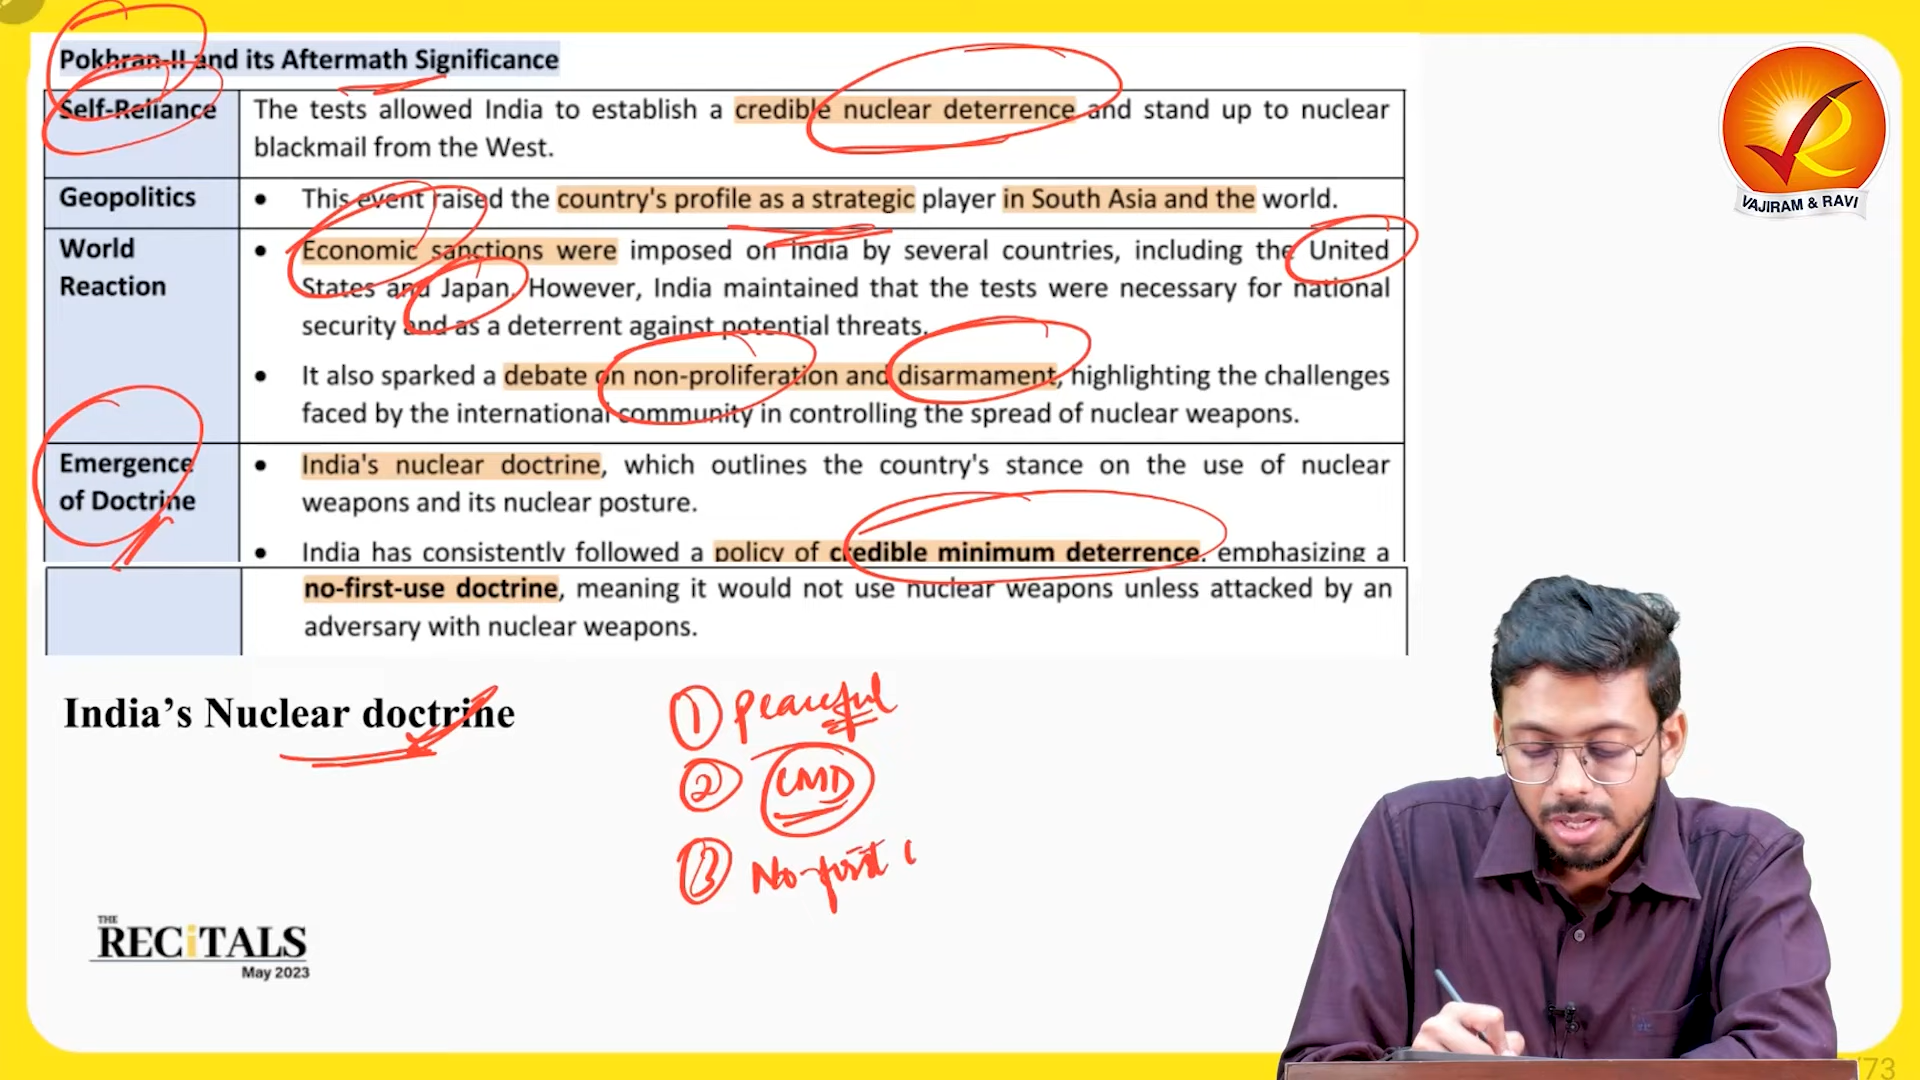 Pokhran-II and its Aftermath Significance
Self-Reliance
The tests allowed India to establish a credible nuclear deterrence and stand up to nuclear
blackmail from the West.
Geopolitics
• This event raised the country's profile as a strategic player in South Asia and the world.
World
Reaction
• Economic sanctions were imposed on India by several countries, including the United
States and Japan. However, India maintained that the tests were necessary for national
security and as a deterrent against potential threats.
• It also sparked a debate on non-proliferation and disarmament, highlighting the challenges
faced by the international community in controlling the spread of nuclear weapons.
Emergence
of Doctrine
• India's nuclear doctrine, which outlines the country's stance on the use of nuclear
weapons and its nuclear posture.
• India has consistently followed a policy of credible minimum deterrence, emphasizing a
no-first-use doctrine, meaning it would not use nuclear weapons unless attacked by an
adversary with nuclear weapons.
India's Nuclear doctrine
1 Peaceful
2 CMD
3 No-first
VAJIRAM & RAVI
THE
RECiTALS
May 2023
73